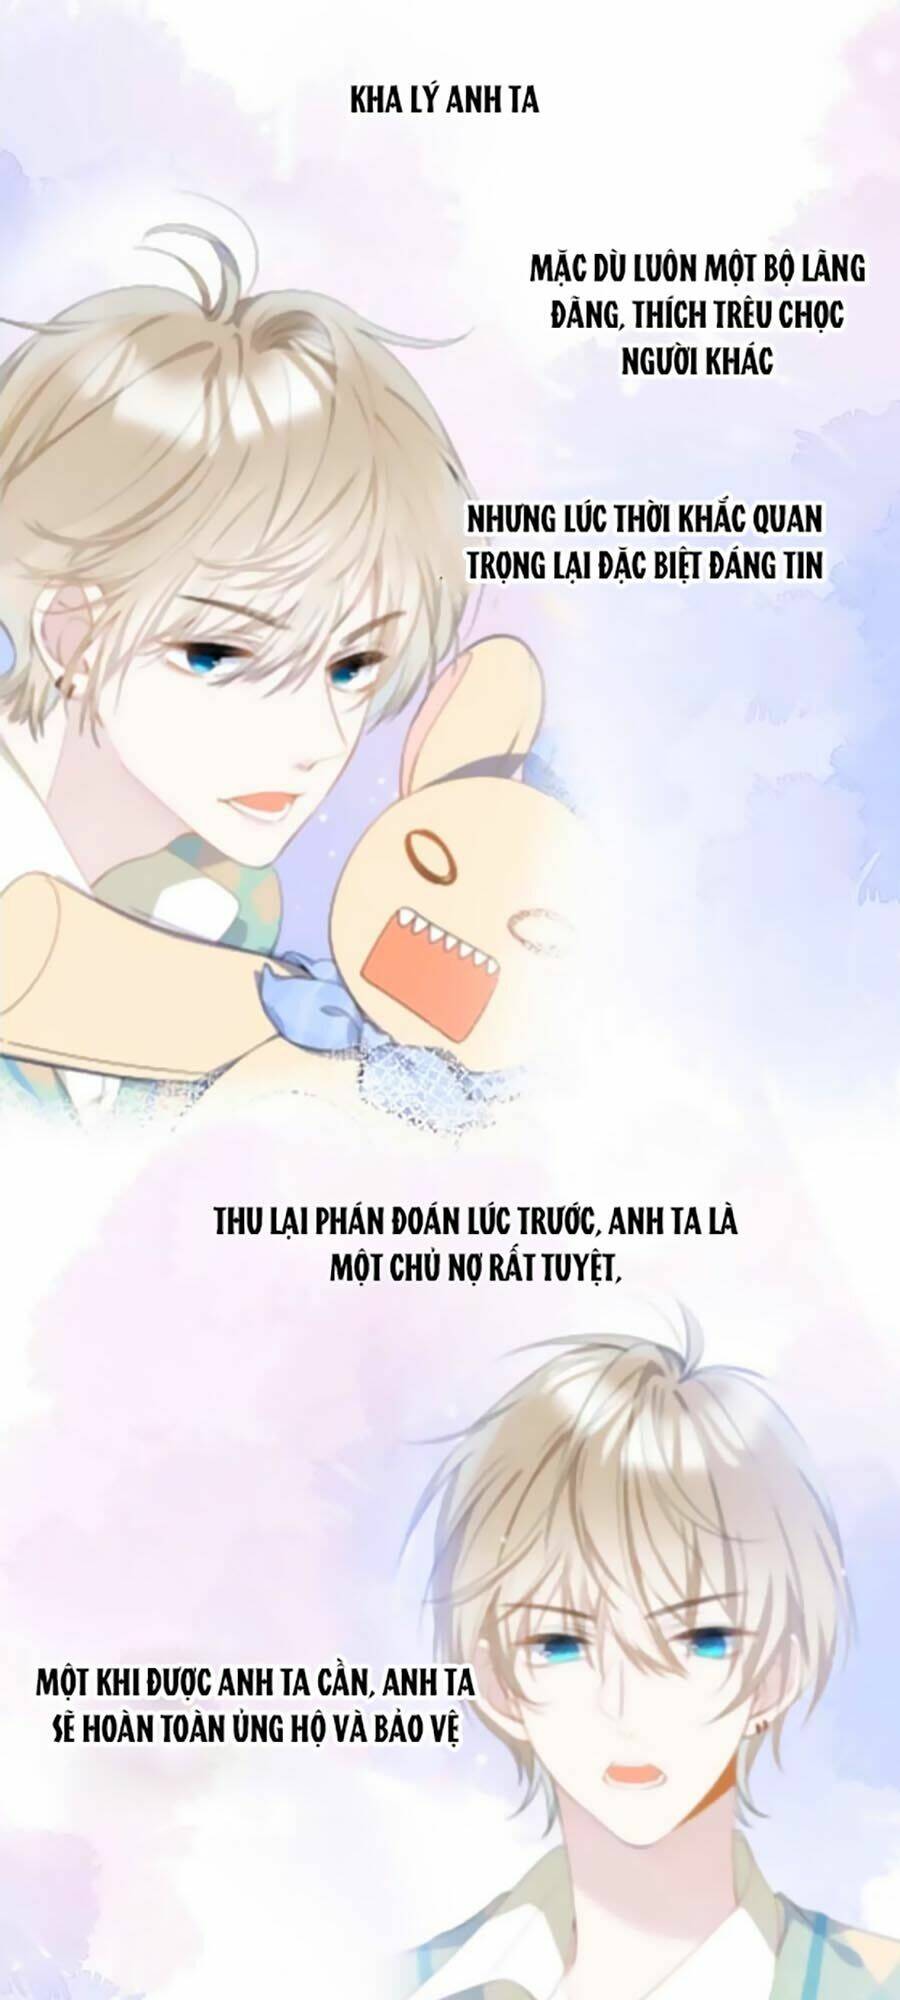 KHA LÝ ANH TA
MẶC DÙ LUÔN MỘT BỘ LÃNG
ĐÃNG, THÍCH TRÊU CHỌC
NGƯỜI KHÁC
NHƯNG LÚC THỜI KHẮC QUAN
TRỌNG LẠI ĐẶC BIỆT ĐÁNG TIN
THU LẠI PHÁN ĐOÁN LÚC TRƯỚC, ANH TA LÀ
MỘT CHỦ NỢ RẤT TUYỆT,
MỘT KHI ĐƯỢC ANH TA CẦN, ANH TA
SẼ HOÀN TOÀN ỦNG HỘ VÀ BẢO VỆ